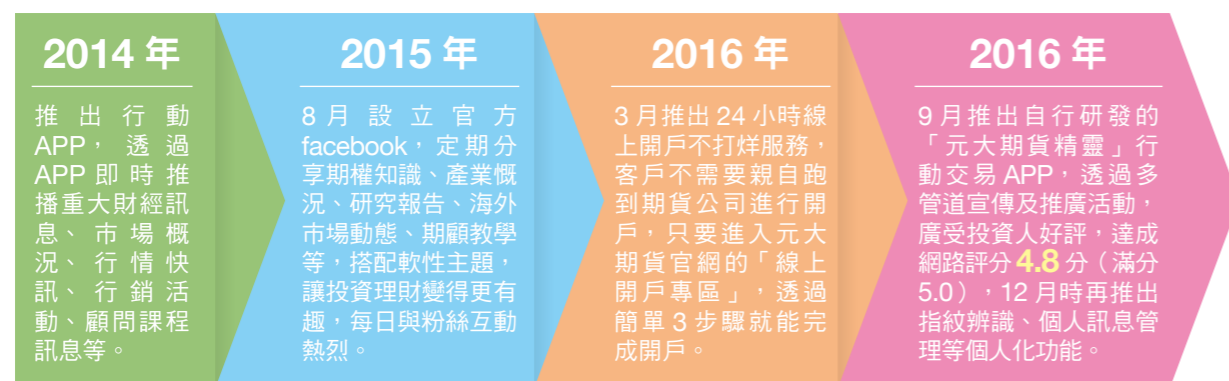 2014 年
推出行動
APP，透過
APP 即時推
播重大財經訊
息、市場概
況、行情快
訊、行銷活
動、顧問課程
訊息等。
2015 年
8 月設立官方
facebook，定期分
享期權知識、產業慨
況、研究報告、海外
市場動態、期顧教學
等，搭配軟性主題，
讓投資理財變得更有
趣，每日與粉絲互動
熱烈。
2016 年
3 月推出 24 小時線
上開戶不打烊服務，
客戶不需要親自跑
到期貨公司進行開
戶，只要進入元大
期貨官網的「線上
開戶專區」，透過
簡單 3 步驟就能完
成開戶。
2016 年
9 月推出自行研發的
「元大期貨精靈」行
動交易 APP，透過多
管道宣傳及推廣活動，
廣受投資人好評，達成
網路評分 4.8 分（滿分
5.0），12 月時再推出
指紋辨識、個人訊息管
理等個人化功能。